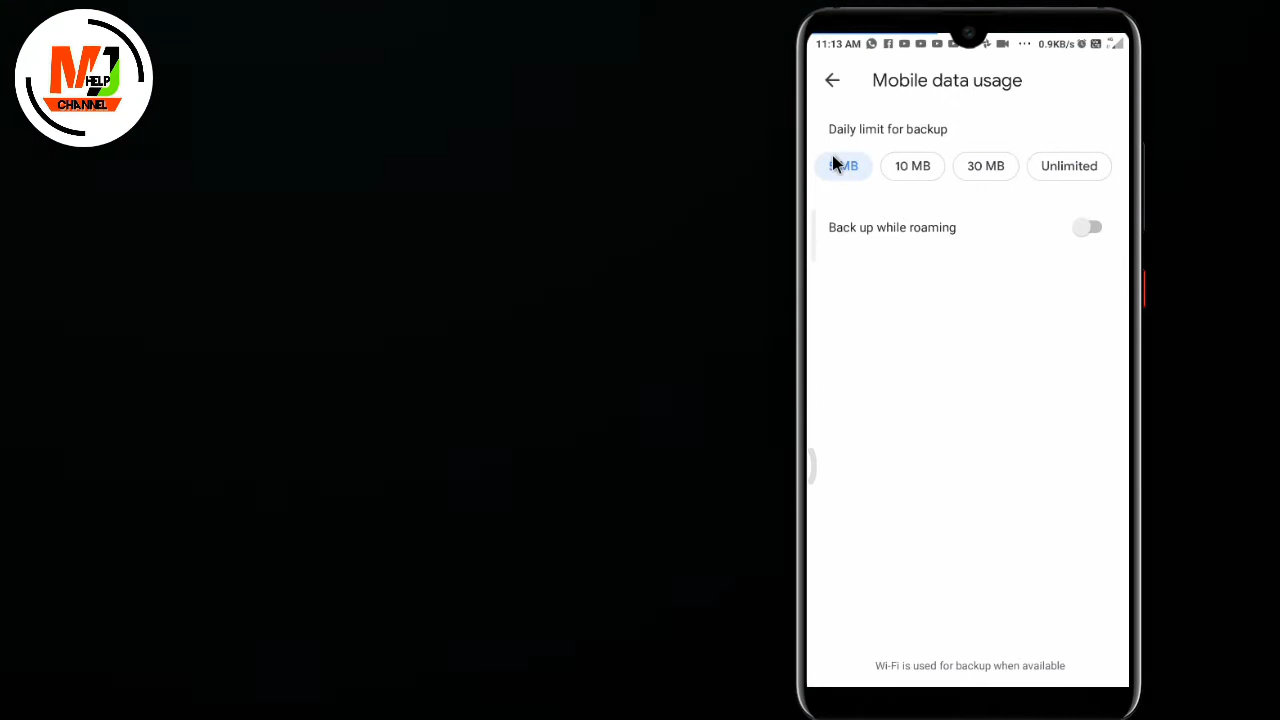 MJ
HELP
CHANNEL
11:13 AM
0.9KB/s
Mobile data usage
Daily limit for backup
MB
10 MB
30 MB
Unlimited
Back up while roaming
Wi-Fi is used for backup when available